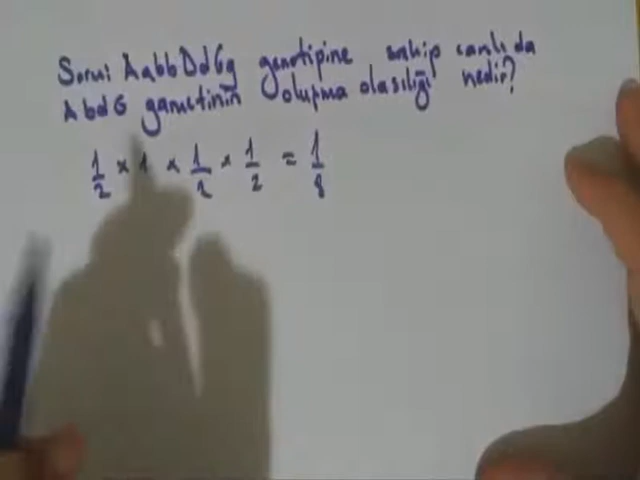 Soru: AabbDdGg genotipine sahip canlıda
AbdG gametinin oluşma olasılığı nedir?
1/2 x 1 x 1/2 x 1/2 = 1/8